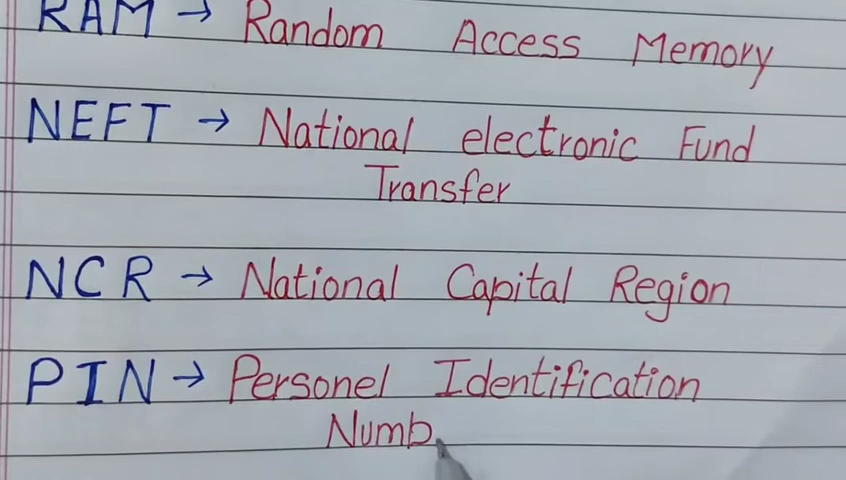 RAM → Random Access Memory
NEFT → National electronic Fund
Transfer
NCR → National Capital Region
PIN → Personel Identification
Numb